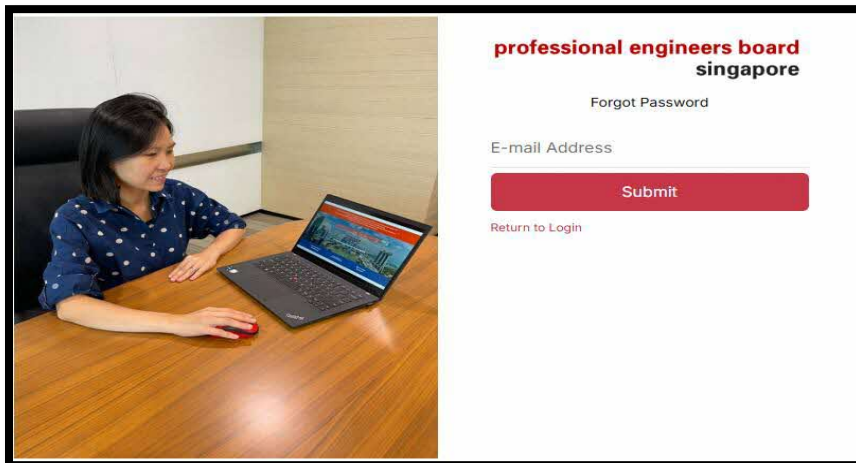 professional engineers board
singapore
Forgot Password
E-mail Address
Submit
Return to Login